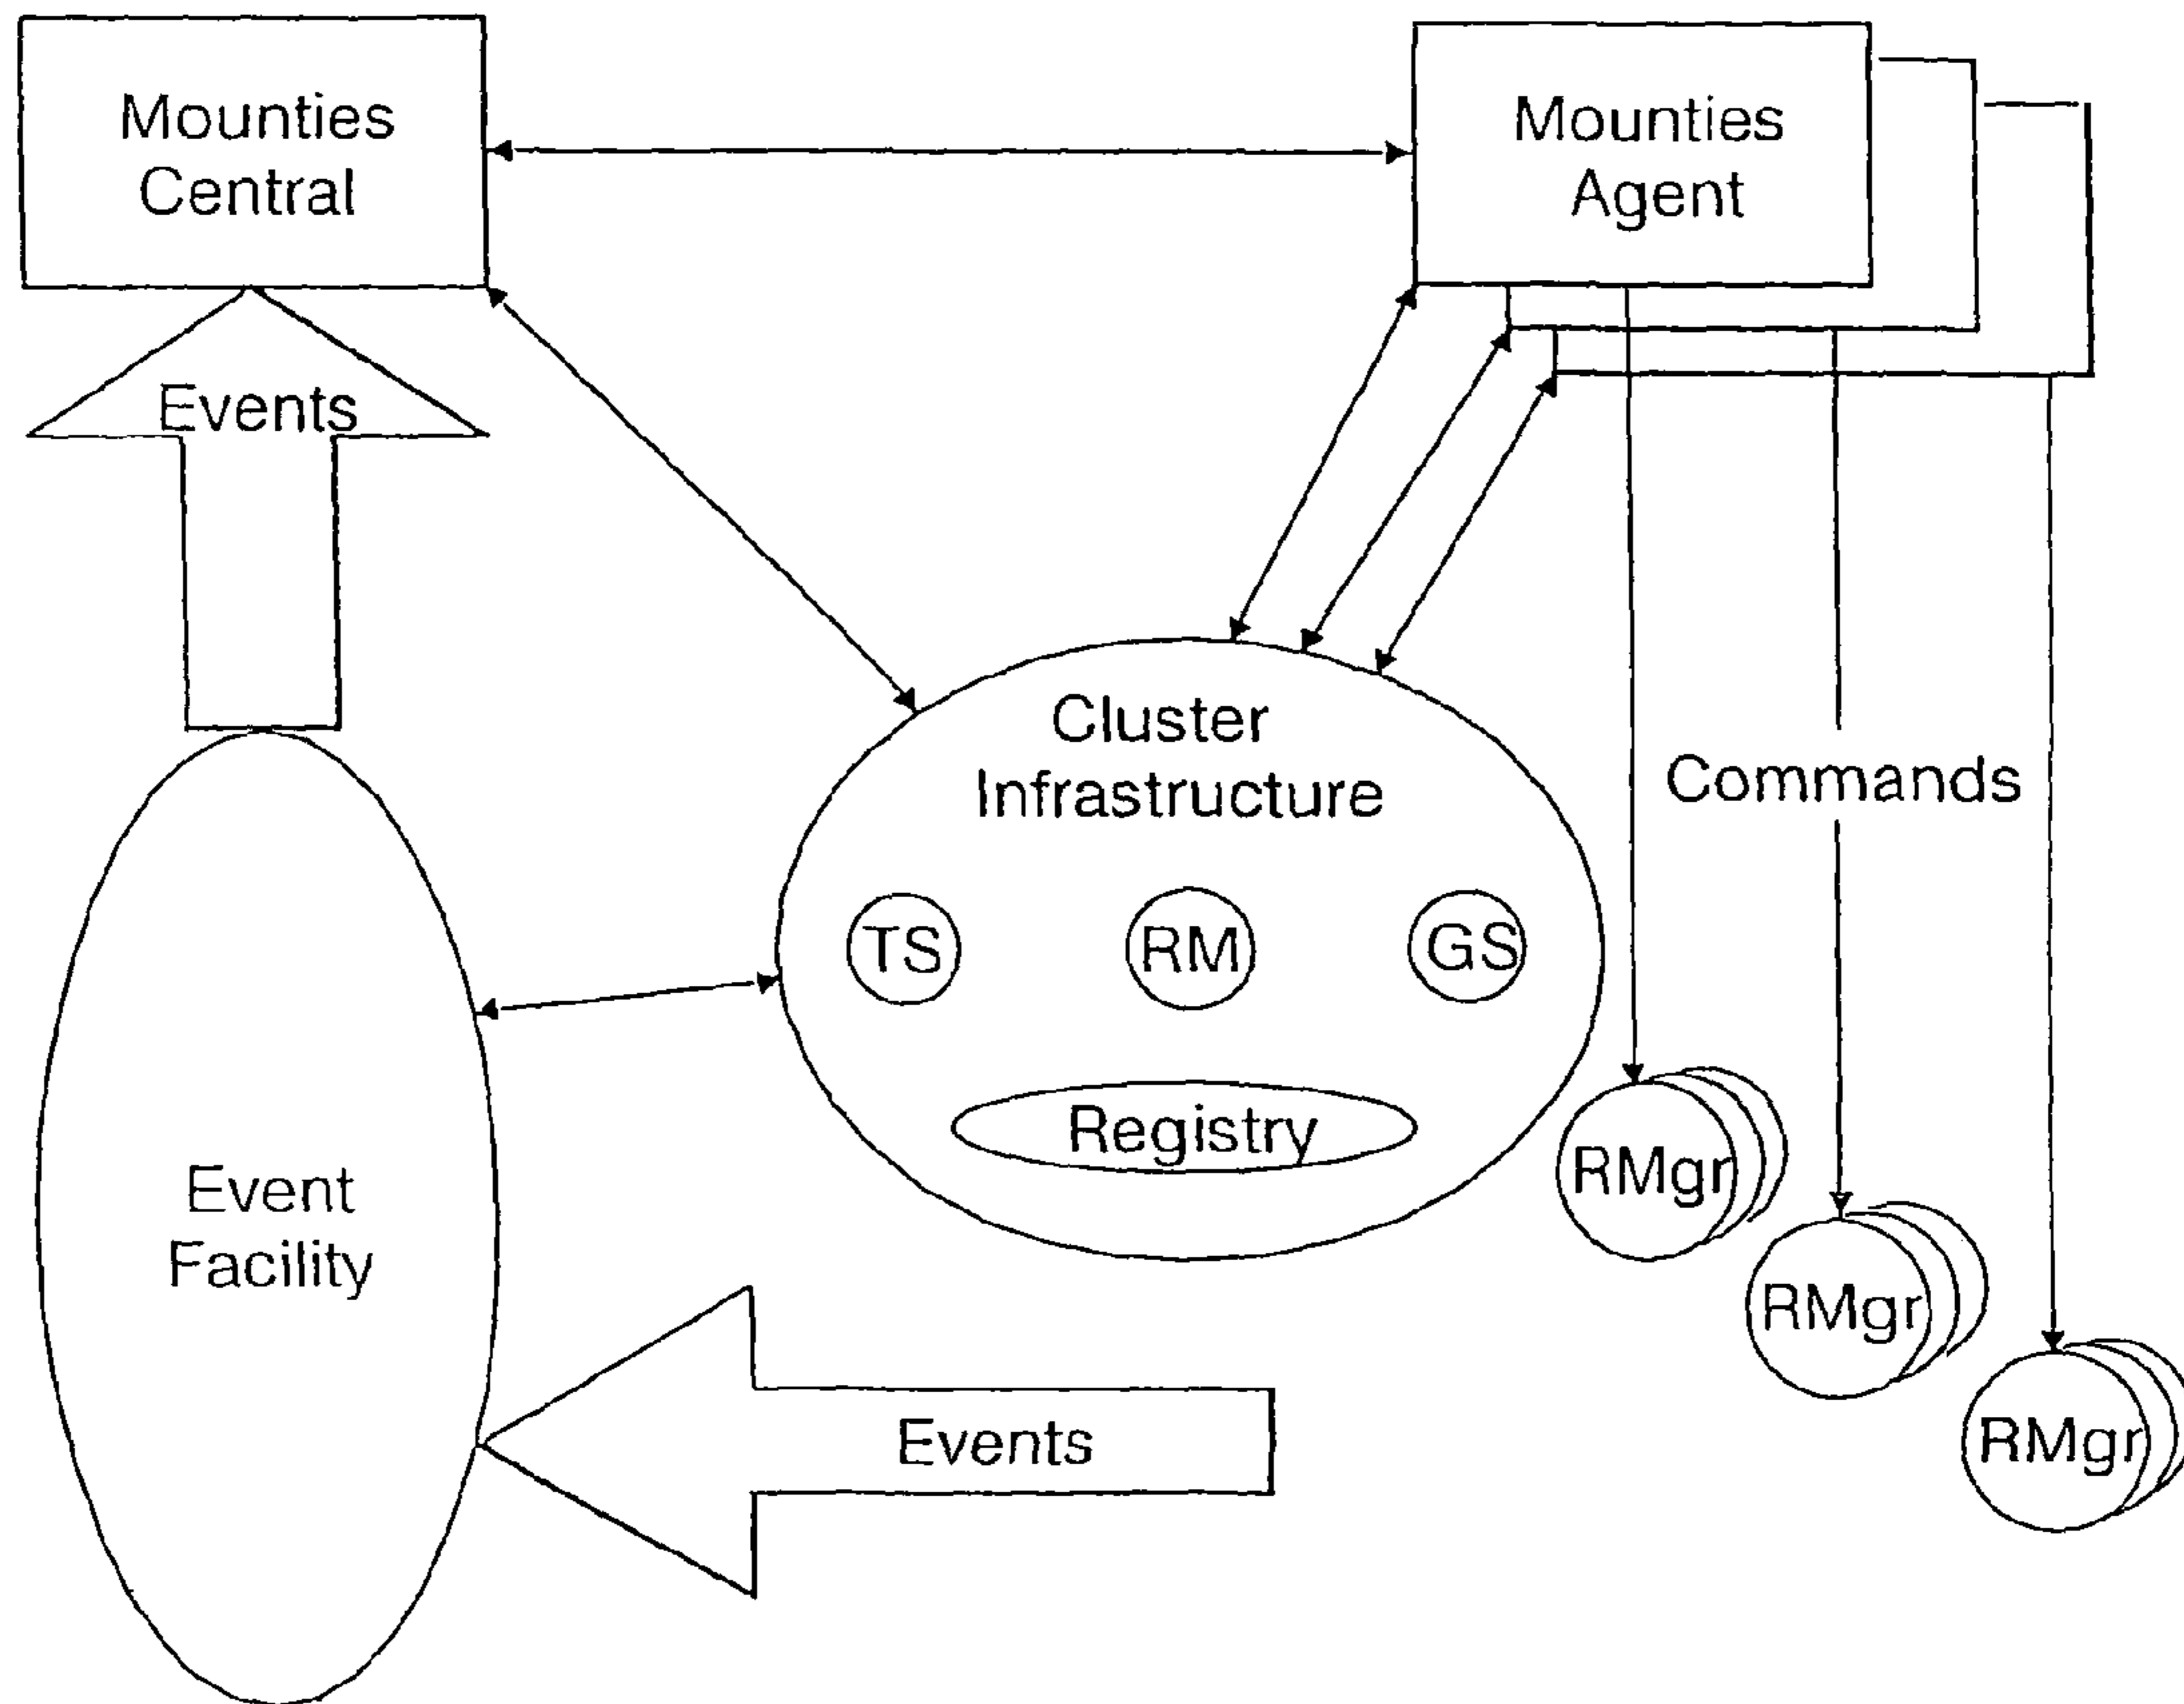 Mounties
Central
Mounties
Agent
Events
Cluster
Infrastructure
Commands
TS
RM
GS
Registry
RMgr
Event
Facility
RMgr
Events
RMgr